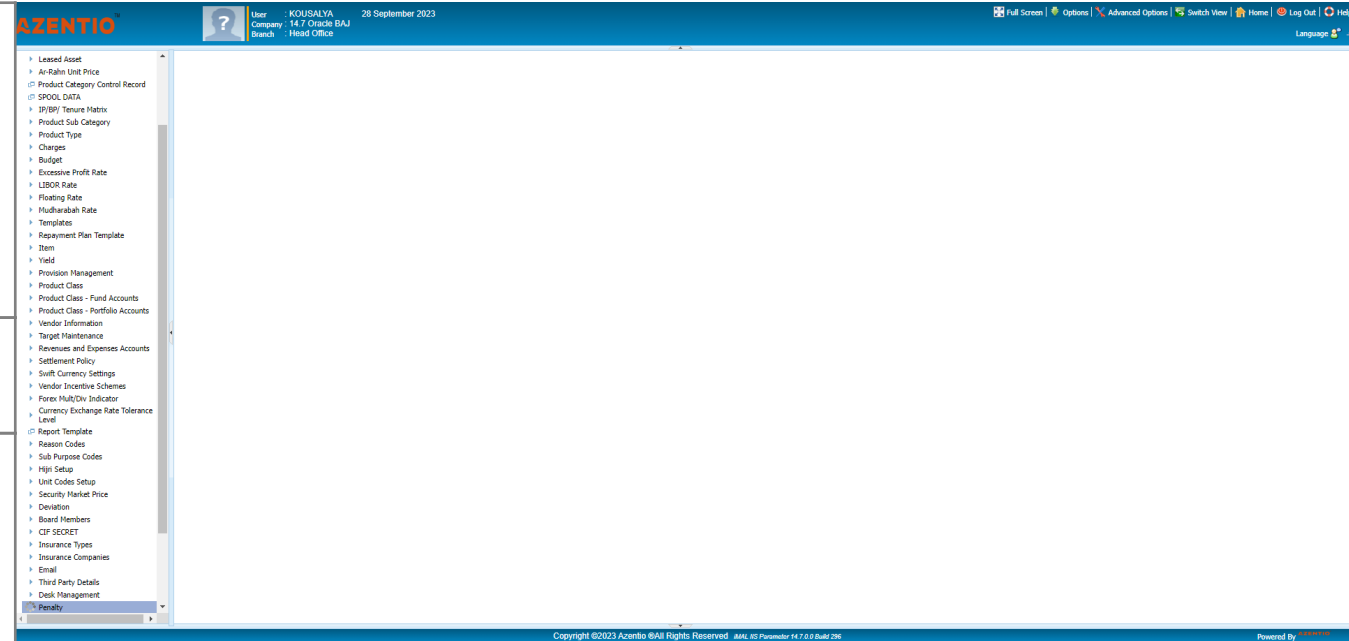 AZENTIO
User : KOUSALYA 28 September 2023
Company : 14.7 Oracle BAJ
Branch : Head Office
Full Screen | Options | Advanced Options | Switch View | Home | Log Out | Help
Language
Leased Asset
Ar-Rahn Unit Price
Product Category Control Record
SPOOL DATA
IP/BP/ Tenure Matrix
Product Sub Category
Product Type
Charges
Budget
Excessive Profit Rate
LIBOR Rate
Floating Rate
Mudharabah Rate
Templates
Repayment Plan Template
Item
Yield
Provision Management
Product Class
Product Class - Fund Accounts
Product Class - Portfolio Accounts
Vendor Information
Target Maintenance
Revenues and Expenses Accounts
Settlement Policy
Swift Currency Settings
Vendor Incentive Schemes
Forex Mult/Div Indicator
Currency Exchange Rate Tolerance
Level
Report Template
Reason Codes
Sub Purpose Codes
Hijri Setup
Unit Codes Setup
Security Market Price
Deviation
Board Members
CIF SECRET
Insurance Types
Insurance Companies
Email
Third Party Details
Desk Management
Penalty
Copyright ©2023 Azentio ®All Rights Reserved iMAL IIS Parameter 14.7.0.0 Build 296
Powered By AZENTIO